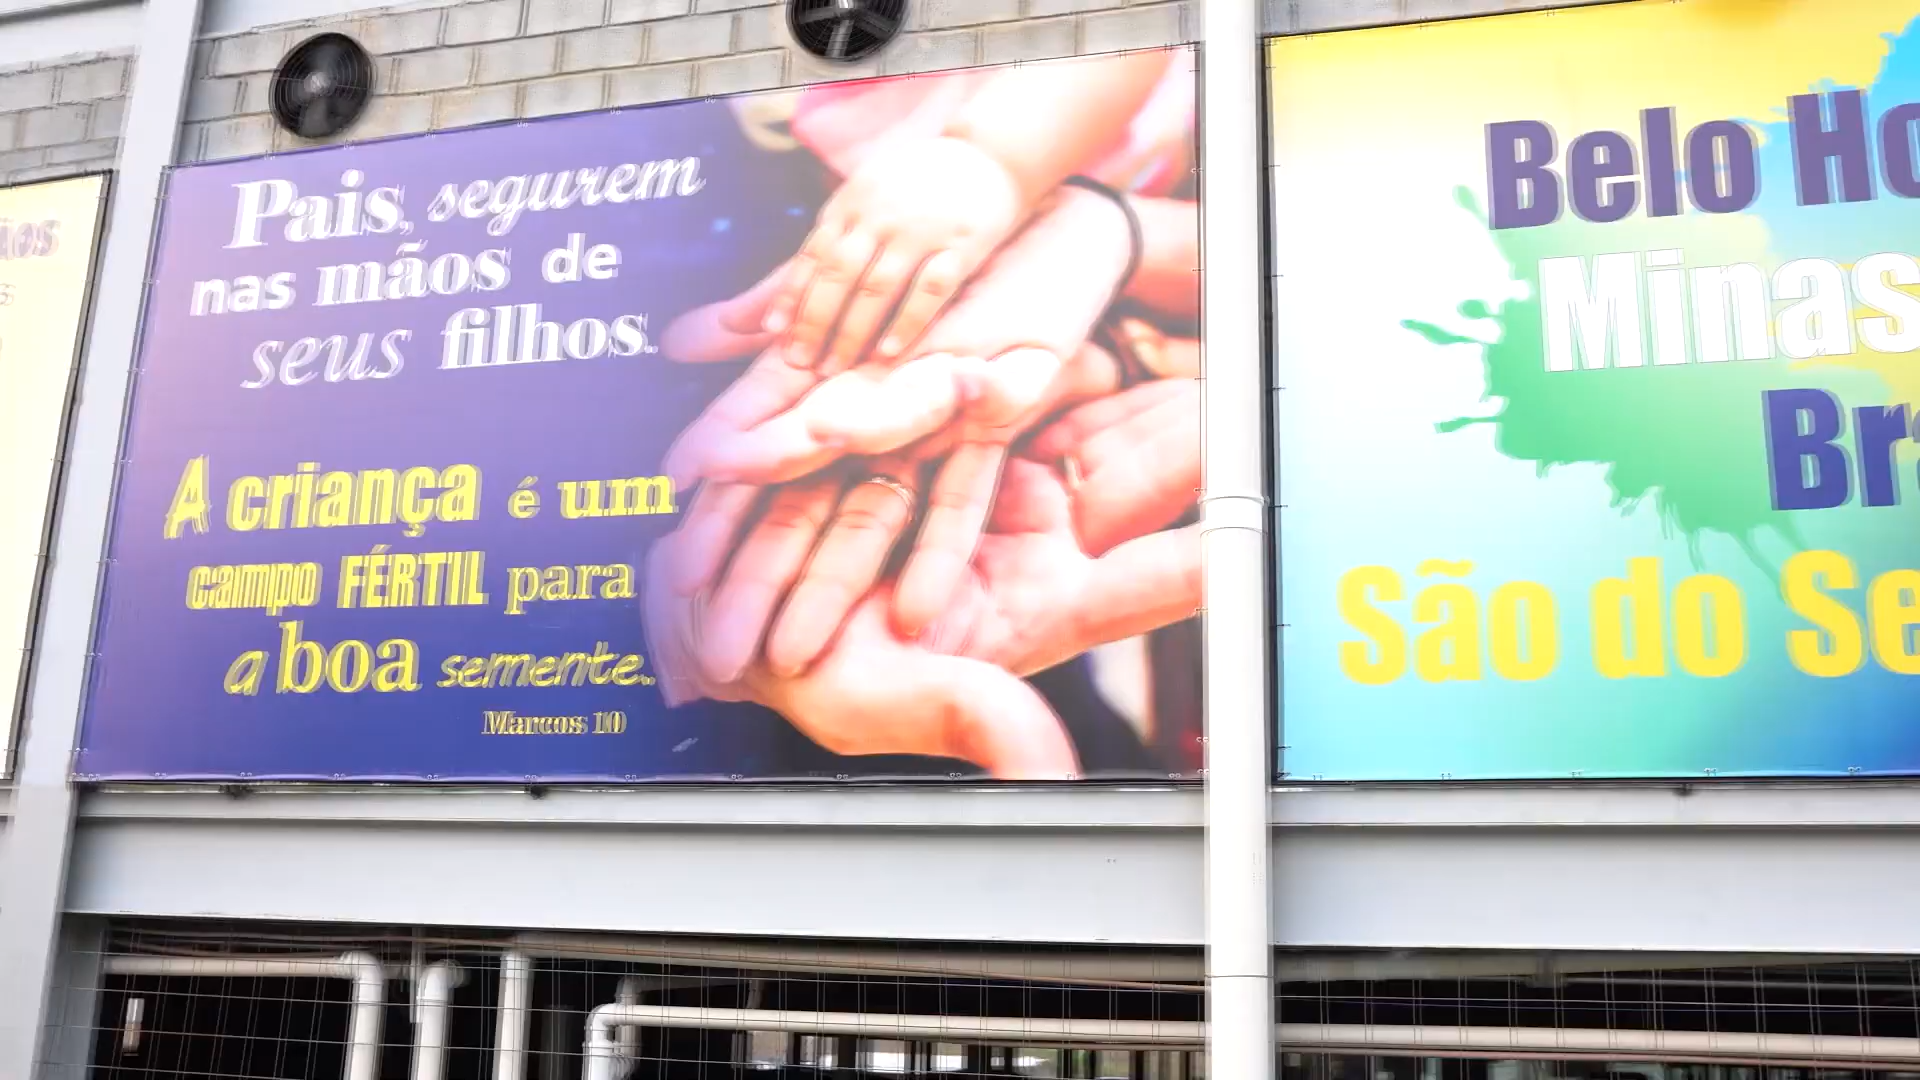 Pais, segurem
nas mãos de
seus filhos.
A criança é um
campo FÉRTIL para
a boa semente.
Marcos 10
Belo Ho
Minas
Bra
São do Se